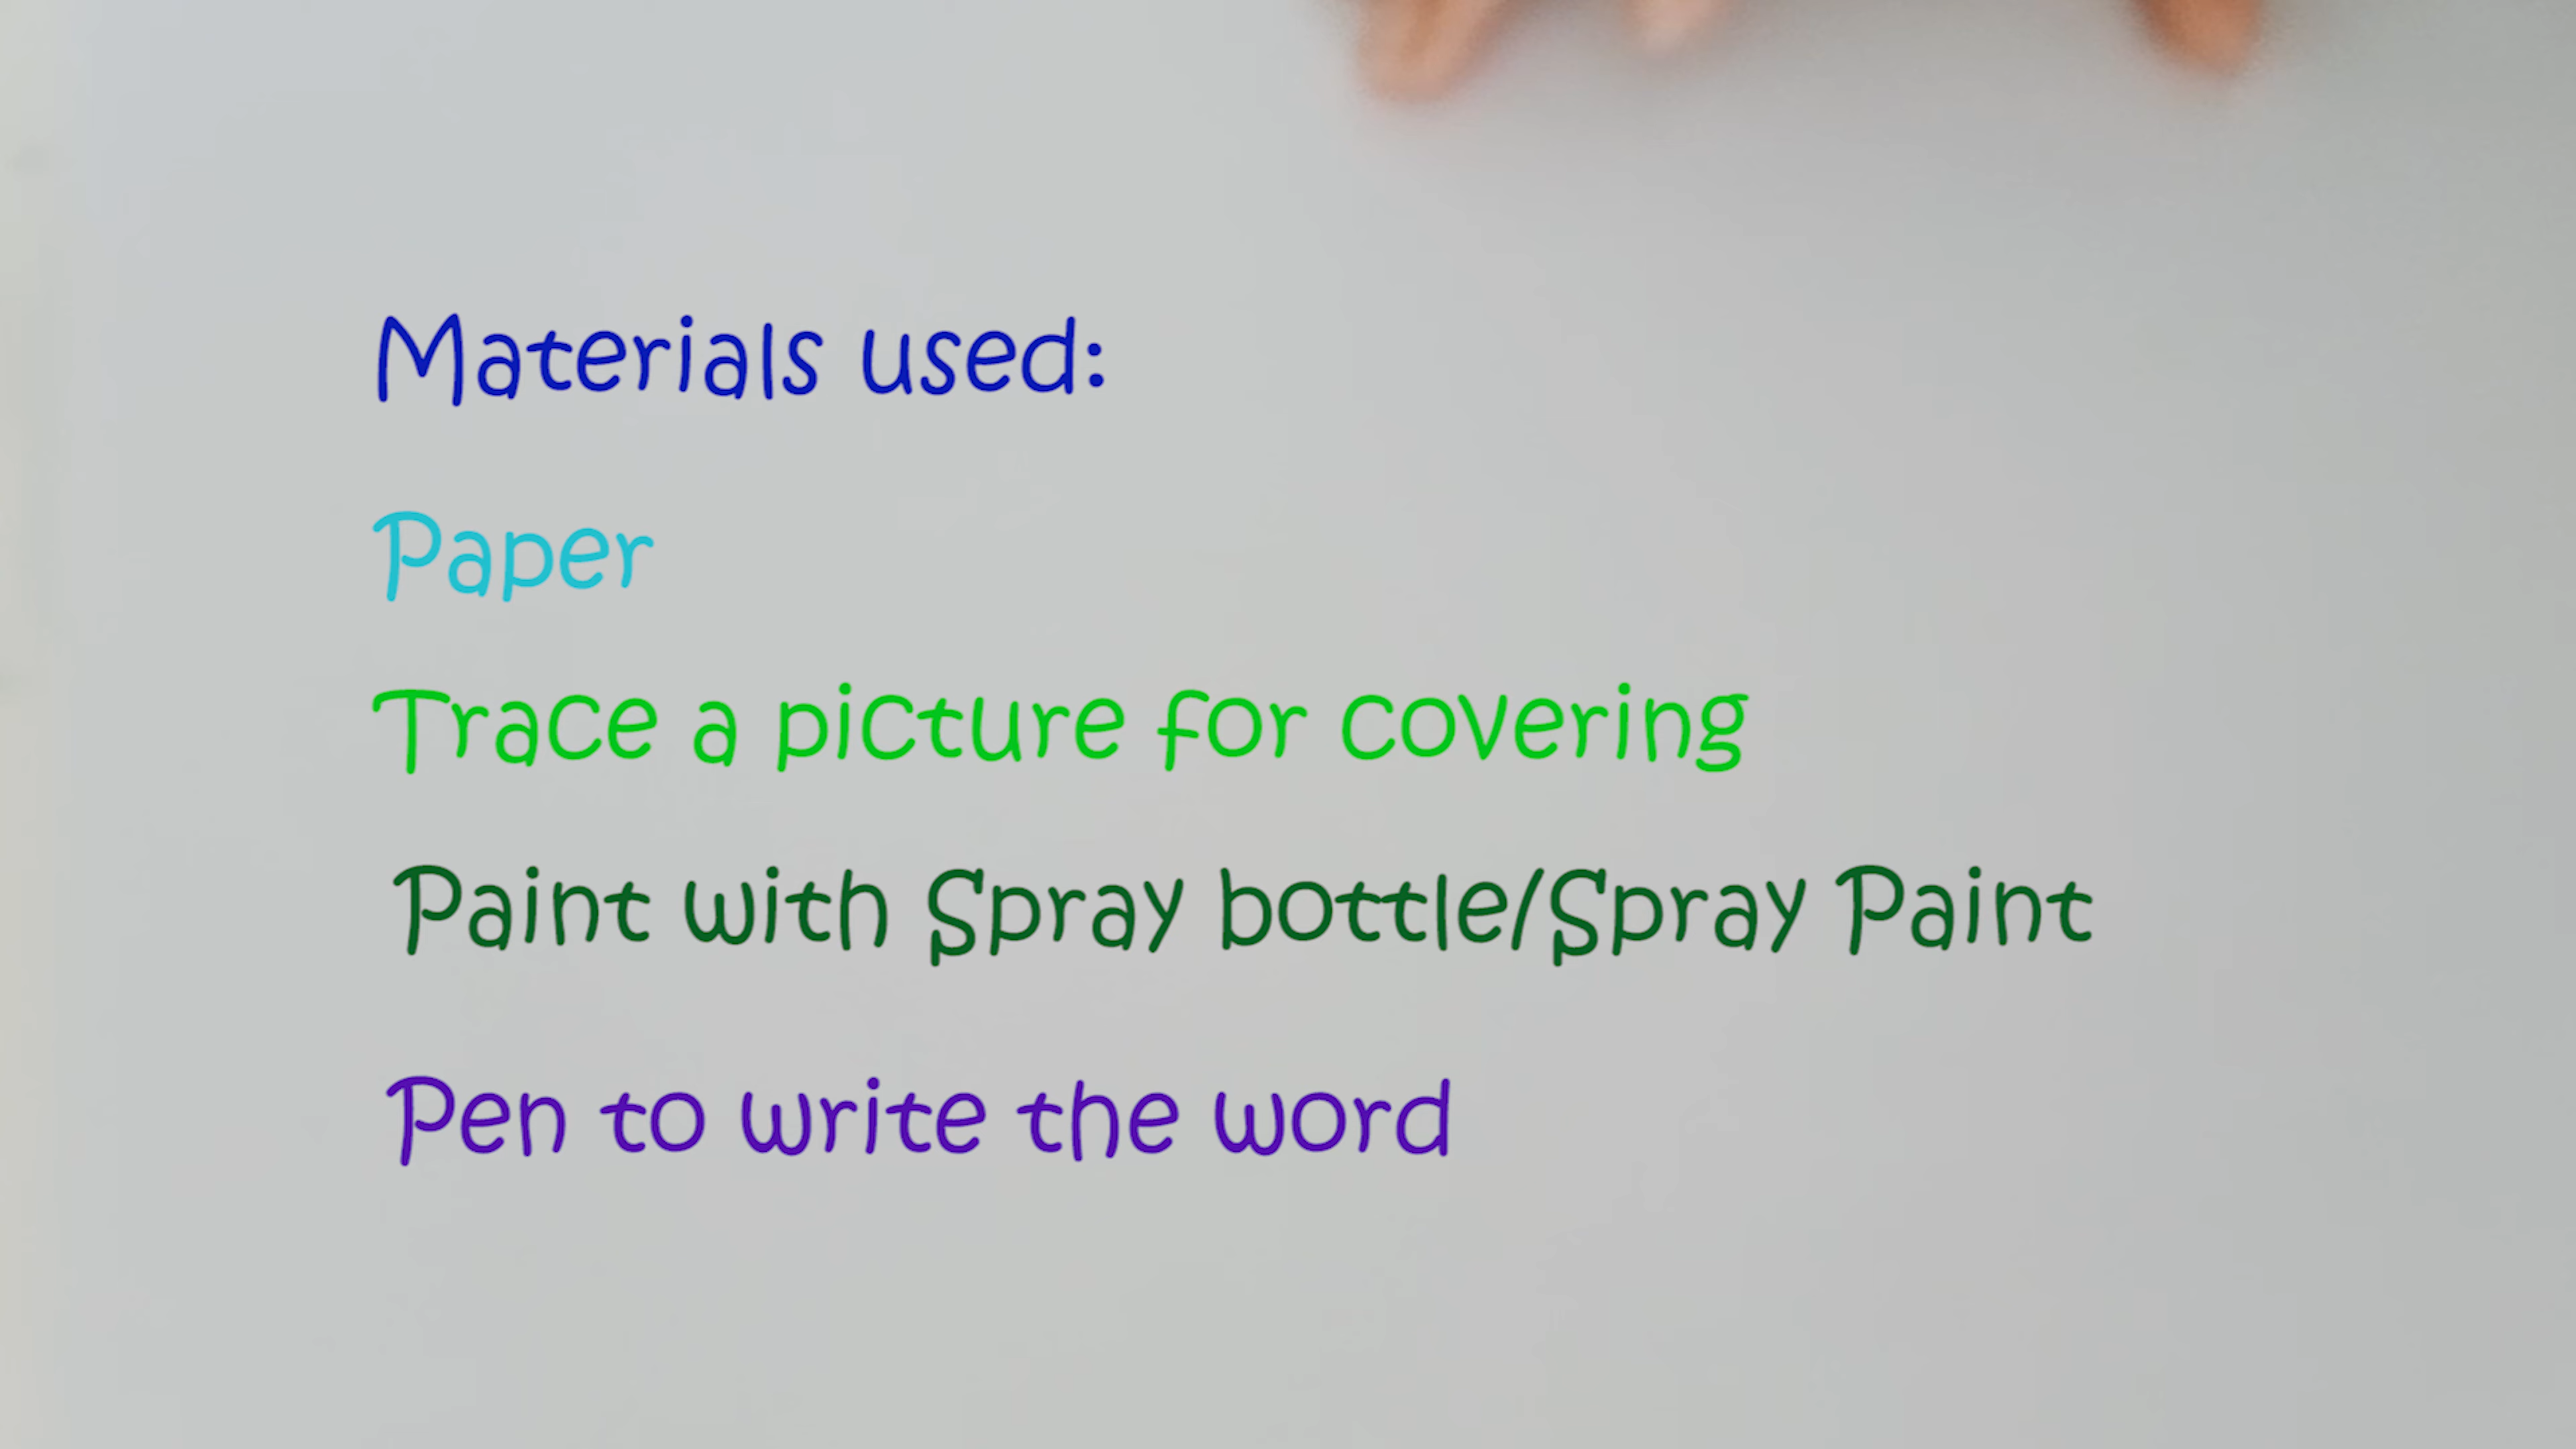 Materials used:
Paper
Trace a picture for covering
Paint with Spray bottle/Spray Paint
Pen to write the word